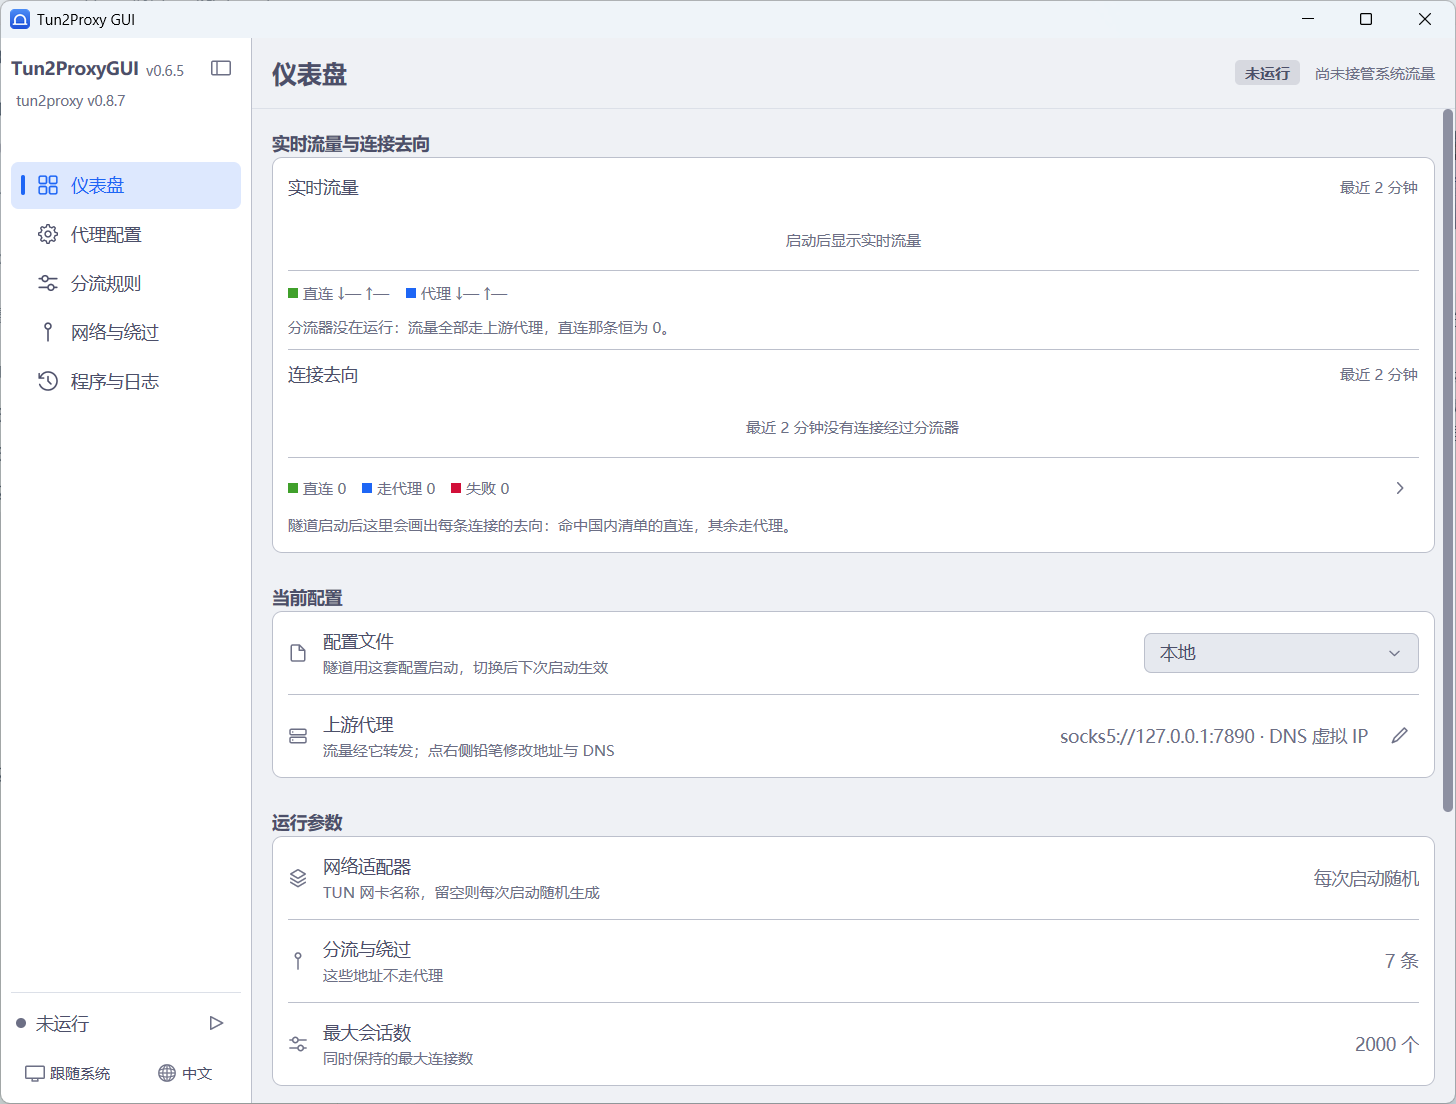 Tun2Proxy GUI
Tun2ProxyGUI v0.6.5
tun2proxy v0.8.7
仪表盘
代理配置
分流规则
网络与绕过
程序与日志
未运行
跟随系统
中文
仪表盘
未运行
尚未接管系统流量
实时流量与连接去向
实时流量
最近 2 分钟
启动后显示实时流量
直连 ↓— ↑— 代理 ↓— ↑—
分流器没在运行：流量全部走上游代理，直连那条恒为 0。
连接去向
最近 2 分钟
最近 2 分钟没有连接经过分流器
直连 0 走代理 0 失败 0
隧道启动后这里会画出每条连接的去向：命中国内清单的直连，其余走代理。
当前配置
配置文件
隧道用这套配置启动，切换后下次启动生效
本地
上游代理
流量经它转发；点右侧铅笔修改地址与 DNS
socks5://127.0.0.1:7890 · DNS 虚拟 IP
运行参数
网络适配器
TUN 网卡名称，留空则每次启动随机生成
每次启动随机
分流与绕过
这些地址不走代理
7 条
最大会话数
同时保持的最大连接数
2000 个